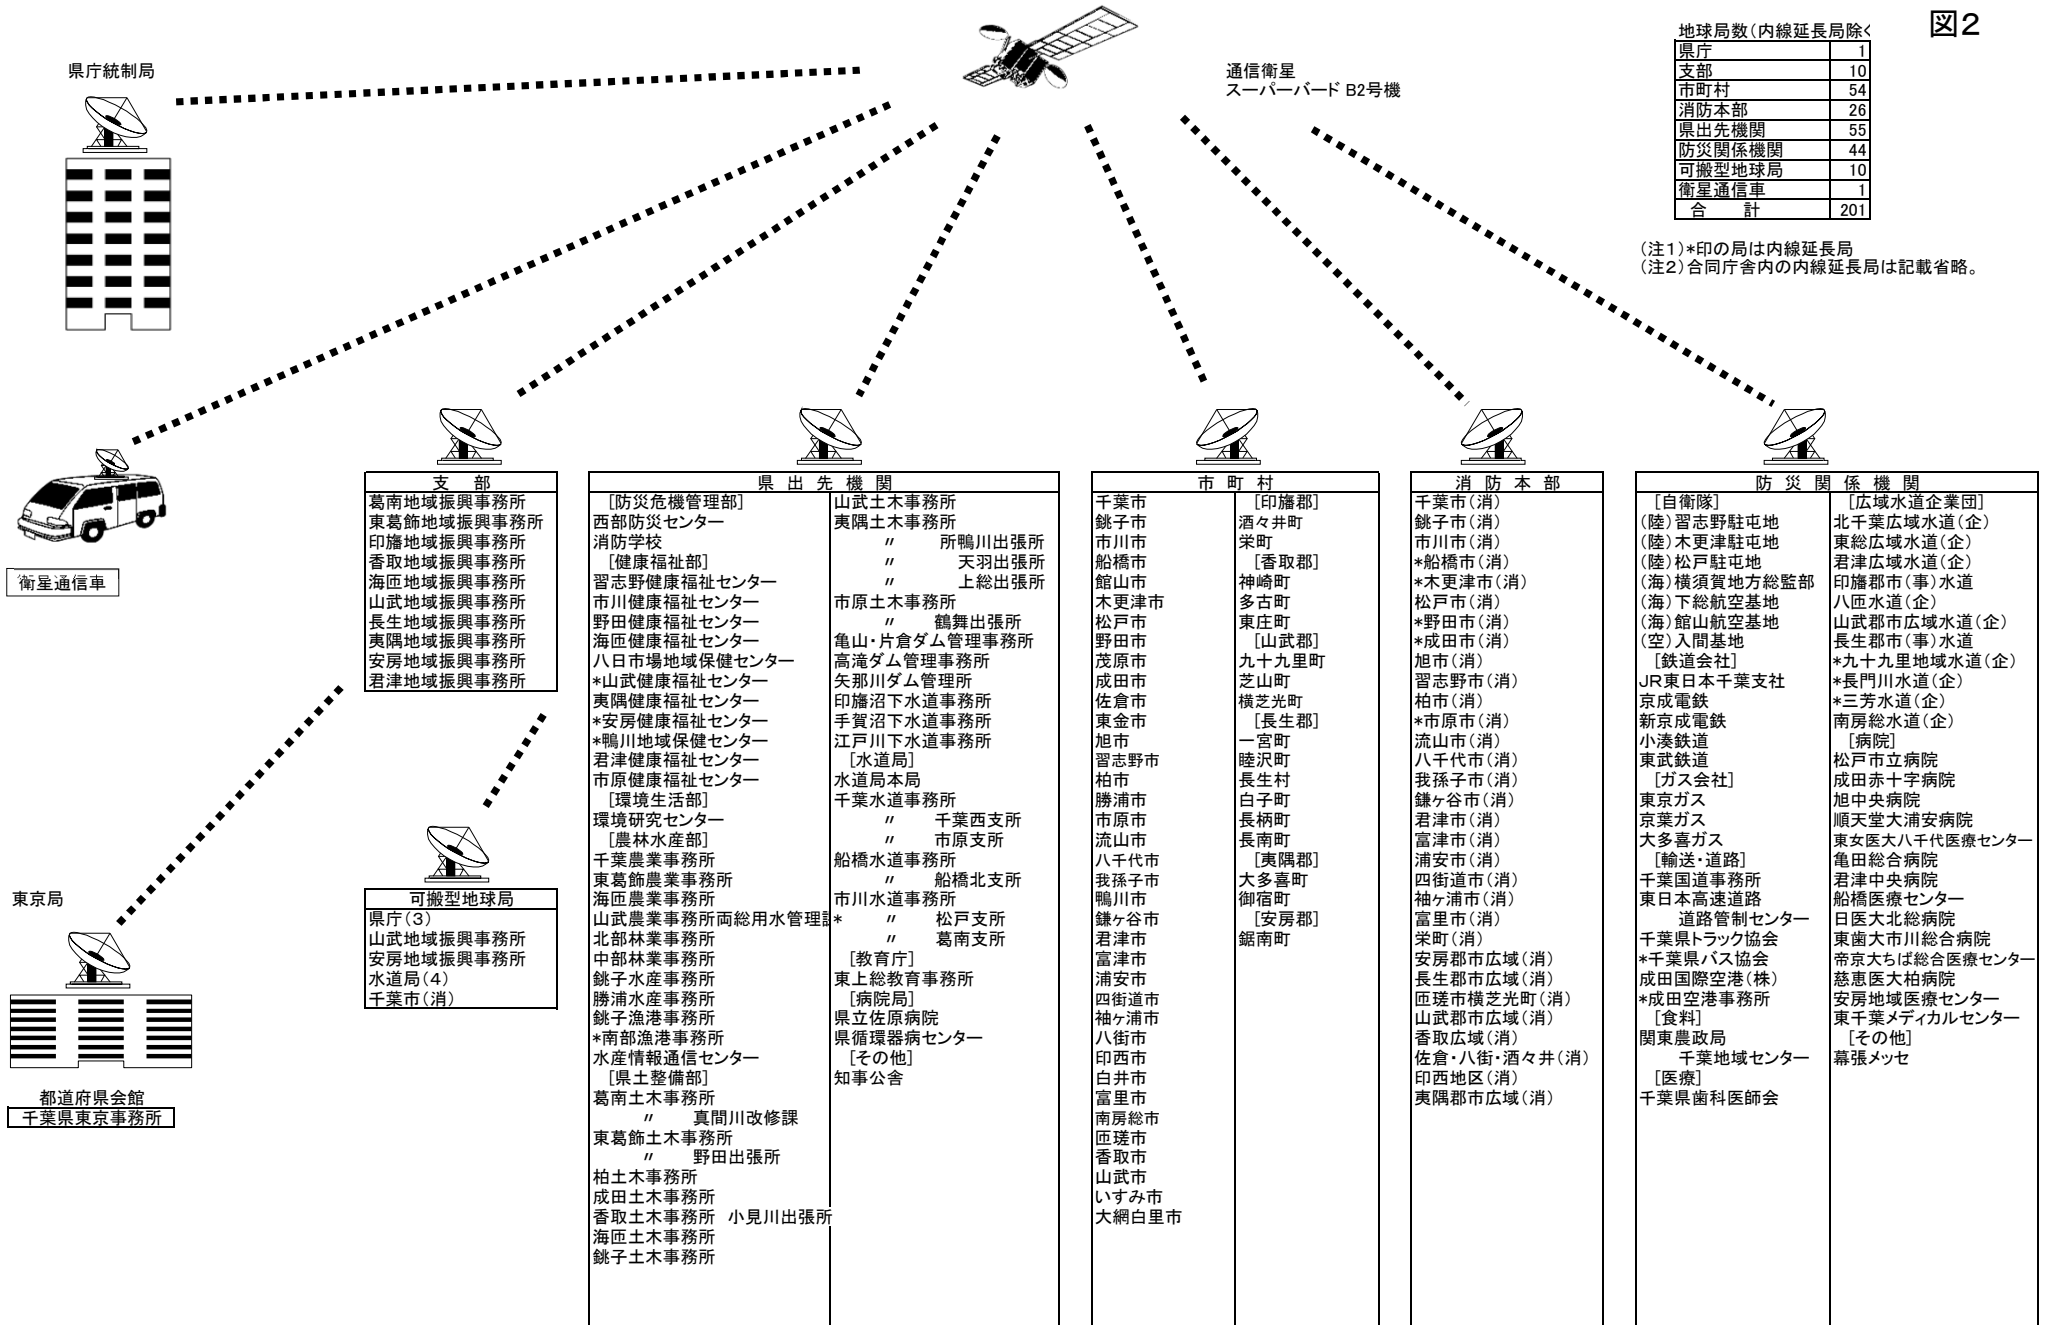 図2
県庁統制局
通信衛星
スーパーバード B2号機
地球局数(内線延長局除く
県庁 1
支部 10
市町村 54
消防本部 26
県出先機関 55
防災関係機関 44
可搬型地球局 10
衛星通信車 1
合 計 201
(注1)*印の局は内線延長局
(注2)合同庁舎内の内線延長局は記載省略。
衛星通信車
支 部
葛南地域振興事務所
東葛飾地域振興事務所
印旛地域振興事務所
香取地域振興事務所
海匝地域振興事務所
山武地域振興事務所
長生地域振興事務所
夷隅地域振興事務所
安房地域振興事務所
君津地域振興事務所
可搬型地球局
県庁(3)
山武地域振興事務所
安房地域振興事務所
水道局(4)
千葉市(消)
東京局
都道府県会館
千葉県東京事務所
県 出 先 機 関
[防災危機管理部]
西部防災センター
消防学校
[健康福祉部]
習志野健康福祉センター
市川健康福祉センター
野田健康福祉センター
海匝健康福祉センター
八日市場地域保健センター
*山武健康福祉センター
夷隅健康福祉センター
*安房健康福祉センター
*鴨川地域保健センター
君津健康福祉センター
市原健康福祉センター
[環境生活部]
環境研究センター
[農林水産部]
千葉農業事務所
東葛飾農業事務所
海匝農業事務所
山武農業事務所両総用水管理
北部林業事務所
中部林業事務所
銚子水産事務所
勝浦水産事務所
銚子漁港事務所
*南部漁港事務所
水産情報通信センター
[県土整備部]
葛南土木事務所
〃 真間川改修課
東葛飾土木事務所
〃 野田出張所
柏土木事務所
成田土木事務所
香取土木事務所 小見川出張所
海匝土木事務所
銚子土木事務所
山武土木事務所
夷隅土木事務所
〃 所鴨川出張所
〃 天羽出張所
〃 上総出張所
市原土木事務所
〃 鶴舞出張所
亀山・片倉ダム管理事務所
高滝ダム管理事務所
矢那川ダム管理所
印旛沼下水道事務所
手賀沼下水道事務所
江戸川下水道事務所
[水道局]
水道局本局
千葉水道事務所
〃 千葉西支所
〃 市原支所
船橋水道事務所
〃 船橋北支所
市川水道事務所
* 〃 松戸支所
〃 葛南支所
[教育庁]
東上総教育事務所
[病院局]
県立佐原病院
県循環器病センター
[その他]
知事公舎
市 町 村
千葉市
銚子市
市川市
船橋市
館山市
木更津市
松戸市
野田市
茂原市
成田市
佐倉市
東金市
旭市
習志野市
柏市
勝浦市
市原市
流山市
八千代市
我孫子市
鴨川市
鎌ヶ谷市
君津市
富津市
浦安市
四街道市
袖ヶ浦市
八街市
印西市
白井市
富里市
南房総市
匝瑳市
香取市
山武市
いすみ市
大網白里市
[印旛郡]
酒々井町
栄町
[香取郡]
神崎町
多古町
東庄町
[山武郡]
九十九里町
芝山町
横芝光町
[長生郡]
一宮町
睦沢町
長生村
白子町
長柄町
長南町
[夷隅郡]
大多喜町
御宿町
[安房郡]
鋸南町
消 防 本 部
千葉市(消)
銚子市(消)
市川市(消)
*船橋市(消)
*木更津市(消)
松戸市(消)
*野田市(消)
*成田市(消)
旭市(消)
習志野市(消)
柏市(消)
*市原市(消)
流山市(消)
八千代市(消)
我孫子市(消)
鎌ヶ谷市(消)
君津市(消)
富津市(消)
浦安市(消)
四街道市(消)
袖ヶ浦市(消)
富里市(消)
栄町(消)
安房郡市広域(消)
長生郡市広域(消)
匝瑳市横芝光町(消)
山武郡市広域(消)
香取広域(消)
佐倉・八街・酒々井(消)
印西地区(消)
夷隅郡市広域(消)
防 災 関 係 機 関
[自衛隊]
(陸)習志野駐屯地
(陸)木更津駐屯地
(陸)松戸駐屯地
(海)横須賀地方総監部
(海)下総航空基地
(海)館山航空基地
(空)入間基地
[鉄道会社]
JR東日本千葉支社
京成電鉄
新京成電鉄
小湊鉄道
東武鉄道
[ガス会社]
東京ガス
京葉ガス
大多喜ガス
[輸送・道路]
千葉国道事務所
東日本高速道路
道路管制センター
千葉県トラック協会
*千葉県バス協会
成田国際空港(株)
*成田空港事務所
[食料]
関東農政局
千葉地域センター
[医療]
千葉県歯科医師会
[広域水道企業団]
北千葉広域水道(企)
東総広域水道(企)
君津広域水道(企)
印旛郡市(事)水道
八匝水道(企)
山武郡市広域水道(企)
長生郡市(事)水道
*九十九里地域水道(企)
*長門川水道(企)
*三芳水道(企)
南房総水道(企)
[病院]
松戸市立病院
成田赤十字病院
旭中央病院
順天堂大浦安病院
東女医大八千代医療センター
亀田総合病院
君津中央病院
船橋医療センター
日医大北総病院
東歯大市川総合病院
帝京大ちば総合医療センター
慈恵医大柏病院
安房地域医療センター
東千葉メディカルセンター
[その他]
幕張メッセ